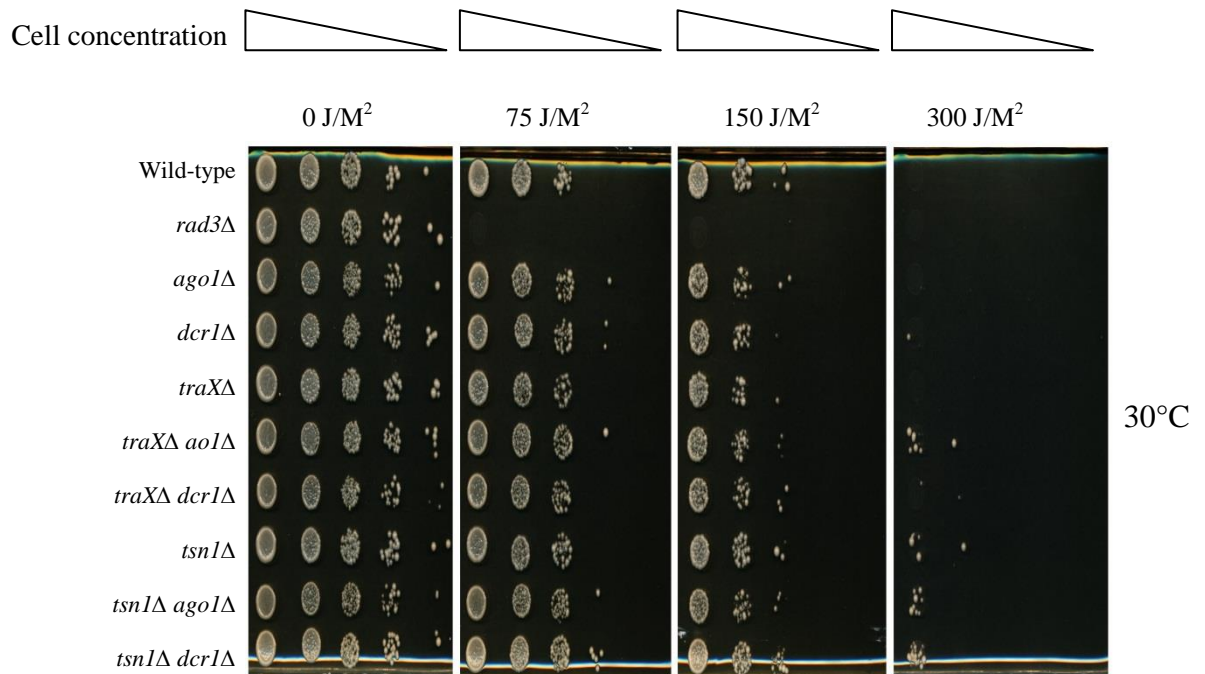 Cell concentration
0 J/M² 75 J/M² 150 J/M² 300 J/M²
Wild-type
rad3Δ
ago1Δ
dcr1Δ
traXΔ
traXΔ ao1Δ
traXΔ dcr1Δ
tsn1Δ
tsn1Δ ago1Δ
tsn1Δ dcr1Δ
30°C